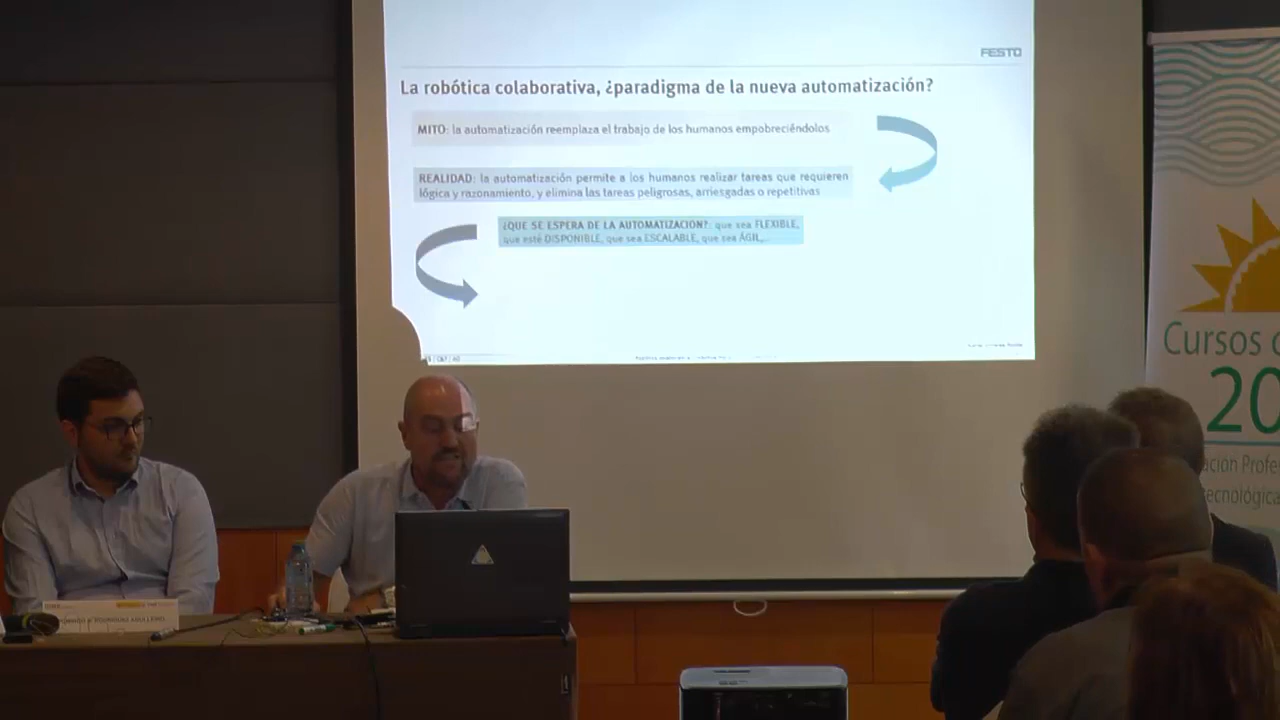 FESTO
La robótica colaborativa, ¿paradigma de la nueva automatización?
MITO: la automatización reemplaza el trabajo de los humanos empobreciéndolos
REALIDAD: la automatización permite a los humanos realizar tareas que requieren
lógica y razonamiento, y elimina las tareas peligrosas, arriesgadas o repetitivas
¿QUE SE ESPERA DE LA AUTOMATIZACION?: que sea FLEXIBLE,
que esté DISPONIBLE, que sea ESCALABLE, que sea ÁGIL,...
Cursos
20